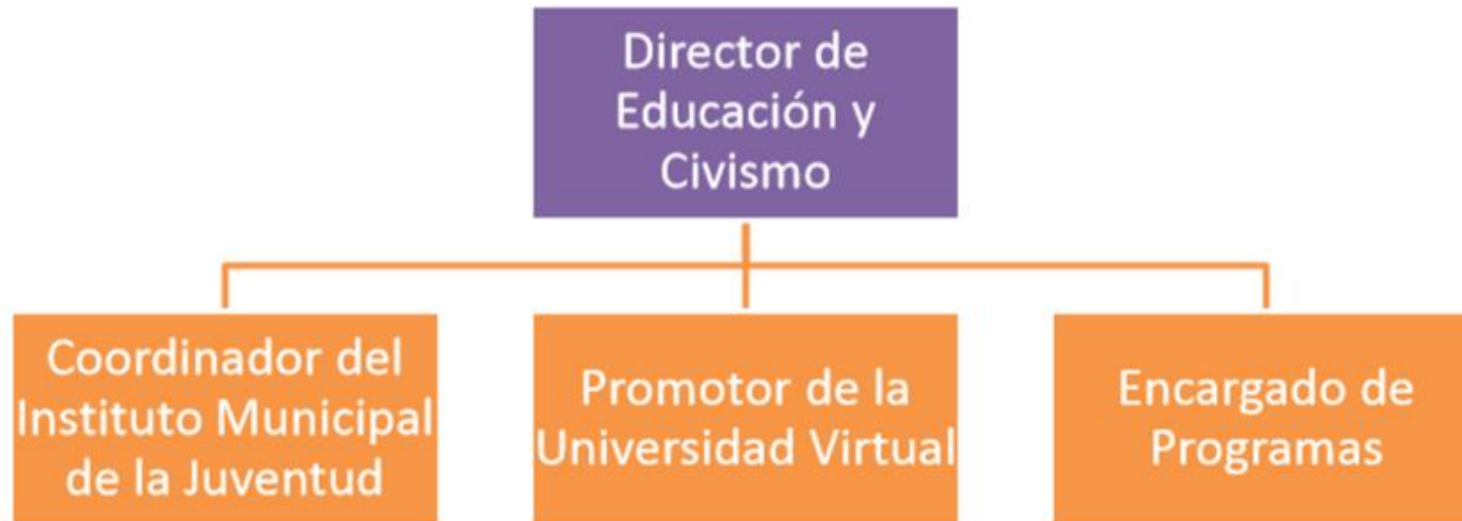 Director de
Educación y
Civismo
Coordinador del
Instituto Municipal
de la Juventud
Promotor de la
Universidad Virtual
Encargado de
Programas